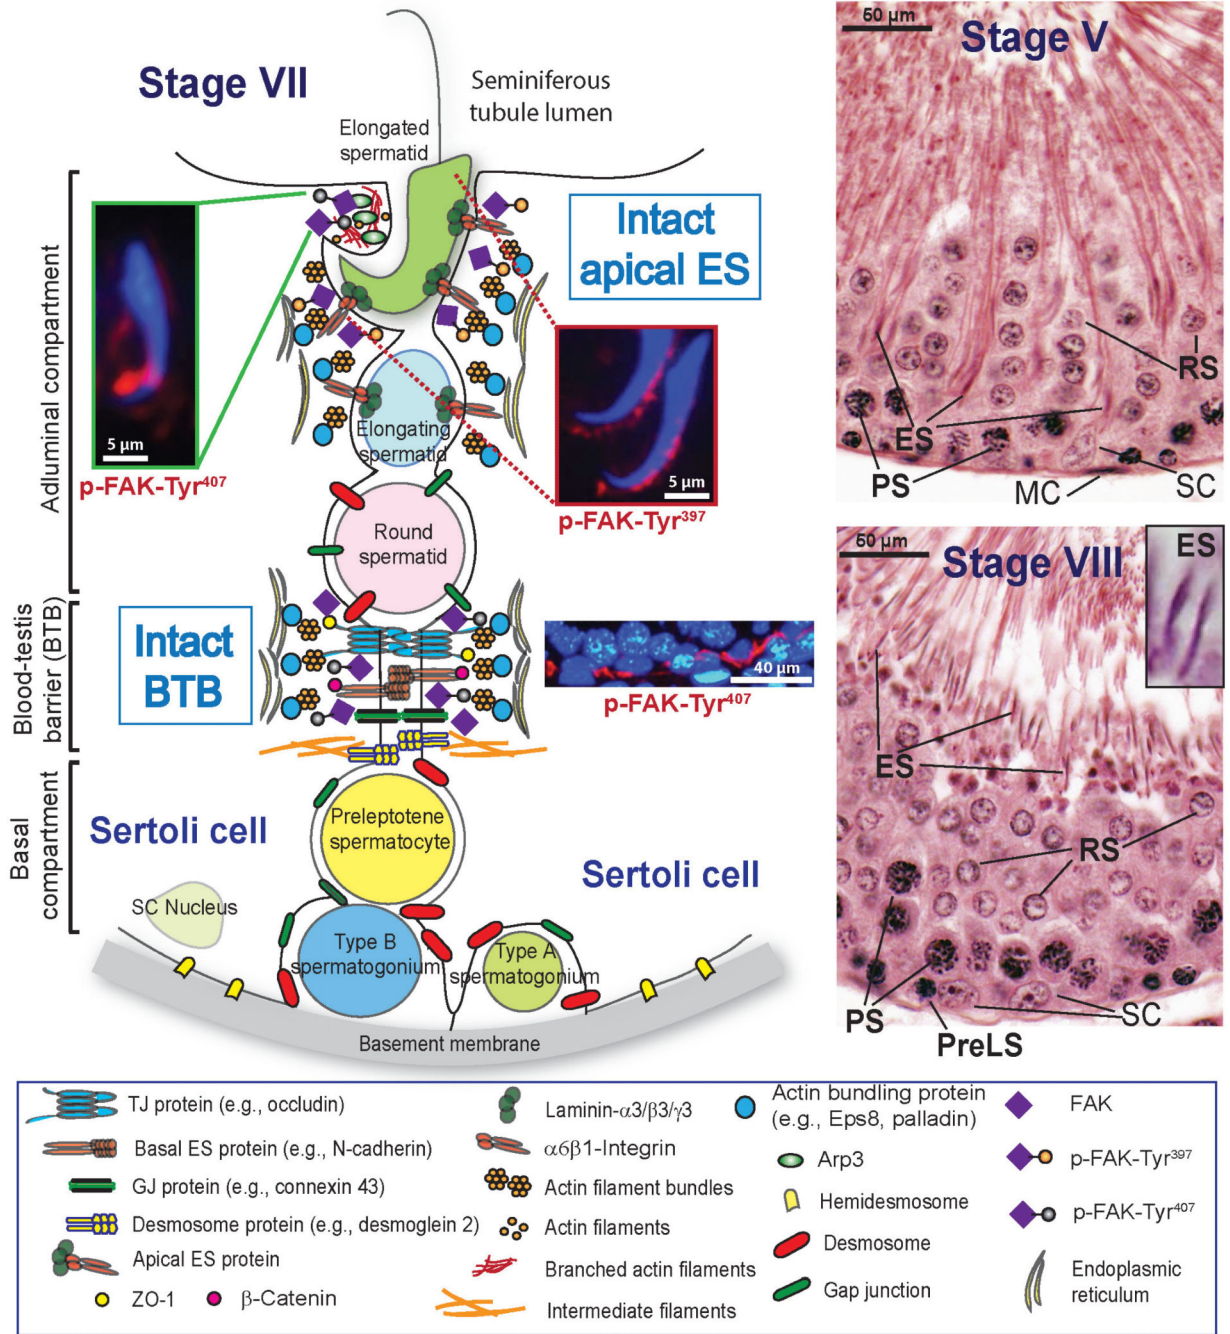 Stage VII
Seminiferous
tubule lumen
Elongated
spermatid
Adluminal compartment
5 µm
p-FAK-Tyr407
Intact
apical ES
5 µm
p-FAK-Tyr397
Elongating
spermatid
Round
spermatid
Blood-testis
barrier (BTB)
Intact
BTB
40 µm
p-FAK-Tyr407
Basal
compartment
Sertoli cell
Preleptotene
spermatocyte
Sertoli cell
SC Nucleus
Type B
spermatogonium
Type A
spermatogonium
Basement membrane
50 µm
Stage V
RS
ES
PS
MC
SC
50 µm
Stage VIII
ES
ES
RS
PS
SC
PreLS
TJ protein (e.g., occludin)
Basal ES protein (e.g., N-cadherin)
GJ protein (e.g., connexin 43)
Desmosome protein (e.g., desmoglein 2)
Apical ES protein
ZO-1
β-Catenin
Laminin-α3/β3/γ3
α6β1-Integrin
Actin filament bundles
Actin filaments
Branched actin filaments
Intermediate filaments
Actin bundling protein
(e.g., Eps8, palladin)
Arp3
Hemidesmosome
Desmosome
Gap junction
FAK
p-FAK-Tyr397
p-FAK-Tyr407
Endoplasmic
reticulum